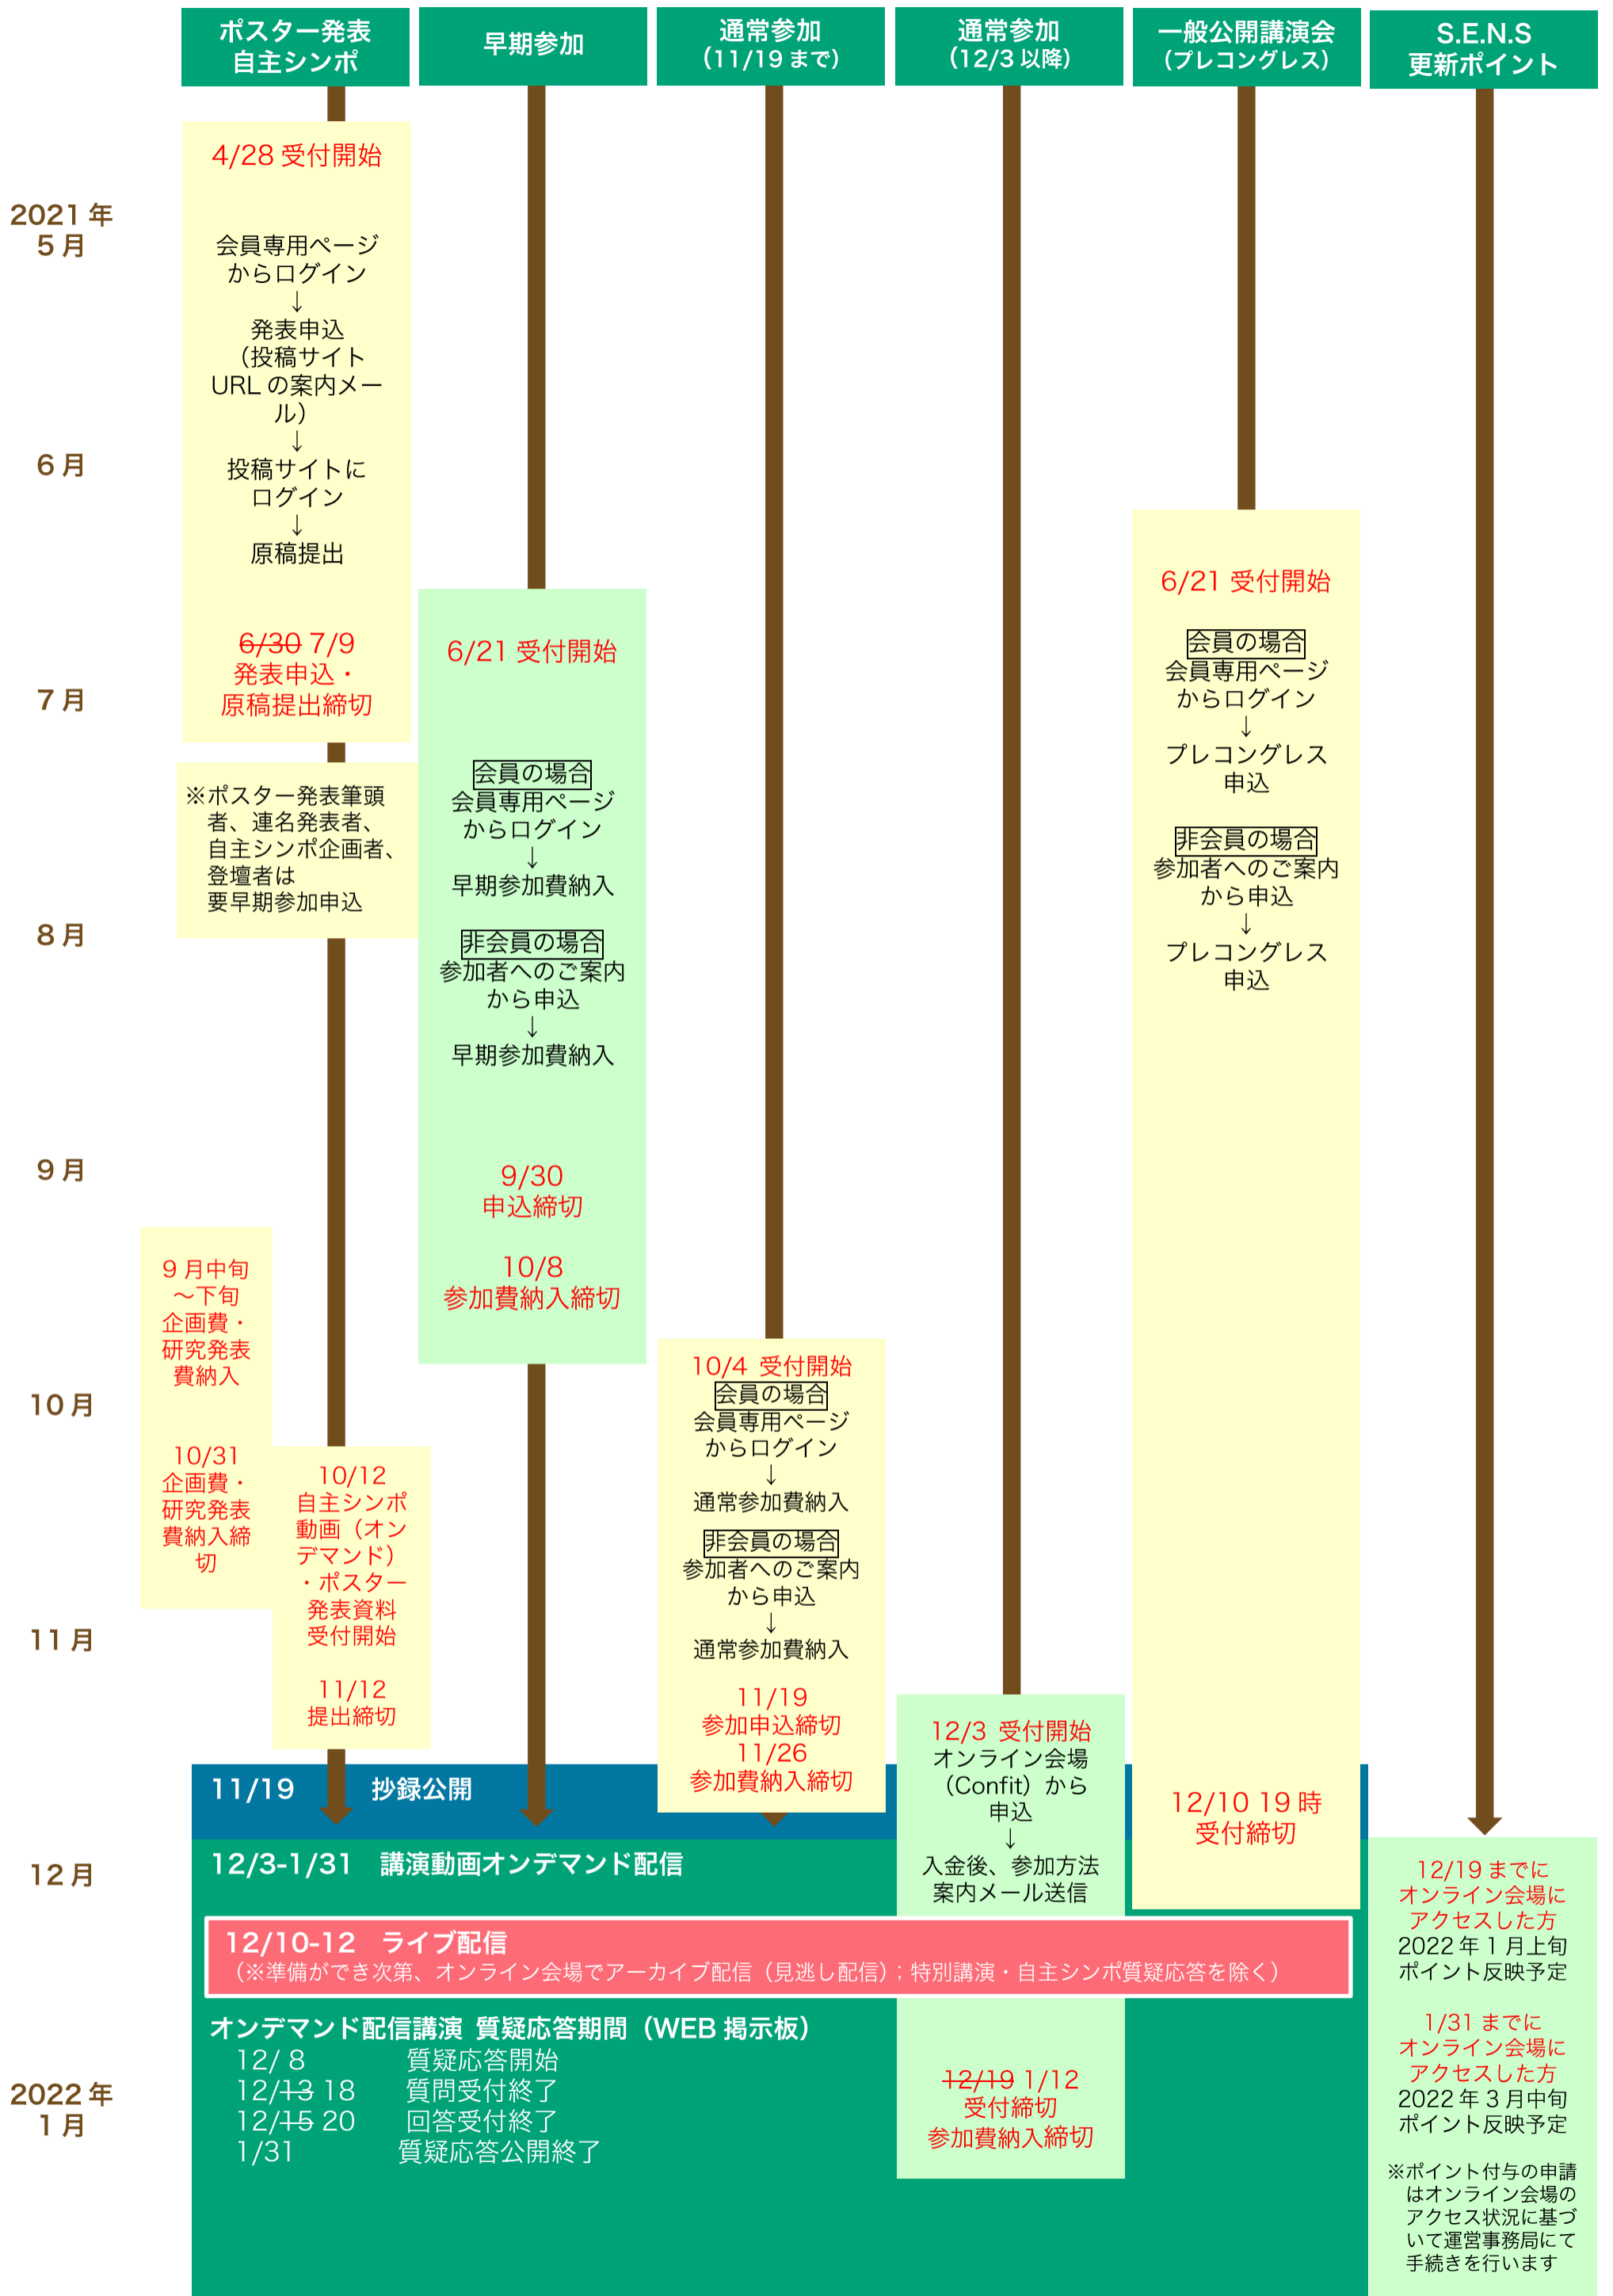 ポスター発表
自主シンポ
早期参加
通常参加
（11/19 まで）
通常参加
（12/3 以降）
一般公開講演会
（プレコングレス）
S.E.N.S
更新ポイント
2021 年
5 月
6 月
7 月
8 月
9 月
10 月
11 月
12 月
2022 年
1 月
4/28 受付開始
会員専用ページ
からログイン
↓
発表申込
（投稿サイト
URL の案内メー
ル）
↓
投稿サイトに
ログイン
↓
原稿提出
6/30 7/9
発表申込・
原稿提出締切
※ポスター発表筆頭
者、連名発表者、
自主シンポ企画者、
登壇者は
要早期参加申込
9 月中旬
～下旬
企画費・
研究発表
費納入
10/31
企画費・
研究発表
費納入締
切
10/12
自主シンポ
動画（オン
デマンド）
・ポスター
発表資料
受付開始
11/12
提出締切
6/21 受付開始
会員の場合
会員専用ページ
からログイン
↓
早期参加費納入
非会員の場合
参加者へのご案内
から申込
↓
早期参加費納入
9/30
申込締切
10/8
参加費納入締切
10/4 受付開始
会員の場合
会員専用ページ
からログイン
↓
通常参加費納入
非会員の場合
参加者へのご案内
から申込
↓
通常参加費納入
11/19
参加申込締切
11/26
参加費納入締切
12/3 受付開始
オンライン会場
（Confit）から
申込
↓
入金後、参加方法
案内メール送信
12/19 1/12
受付締切
参加費納入締切
6/21 受付開始
会員の場合
会員専用ページ
からログイン
↓
プレコングレス
申込
非会員の場合
参加者へのご案内
から申込
↓
プレコングレス
申込
12/10 19 時
受付締切
12/19 までに
オンライン会場に
アクセスした方
2022 年 1 月上旬
ポイント反映予定
1/31 までに
オンライン会場に
アクセスした方
2022 年 3 月中旬
ポイント反映予定
※ポイント付与の申請
はオンライン会場の
アクセス状況に基づ
いて運営事務局にて
手続きを行います
11/19 抄録公開
12/3-1/31 講演動画オンデマンド配信
12/10-12 ライブ配信
（※準備ができ次第、オンライン会場でアーカイブ配信（見逃し配信）；特別講演・自主シンポ質疑応答を除く）
オンデマンド配信講演 質疑応答期間（WEB 掲示板）
12/ 8 質疑応答開始
12/13 18 質問受付終了
12/15 20 回答受付終了
1/31 質疑応答公開終了